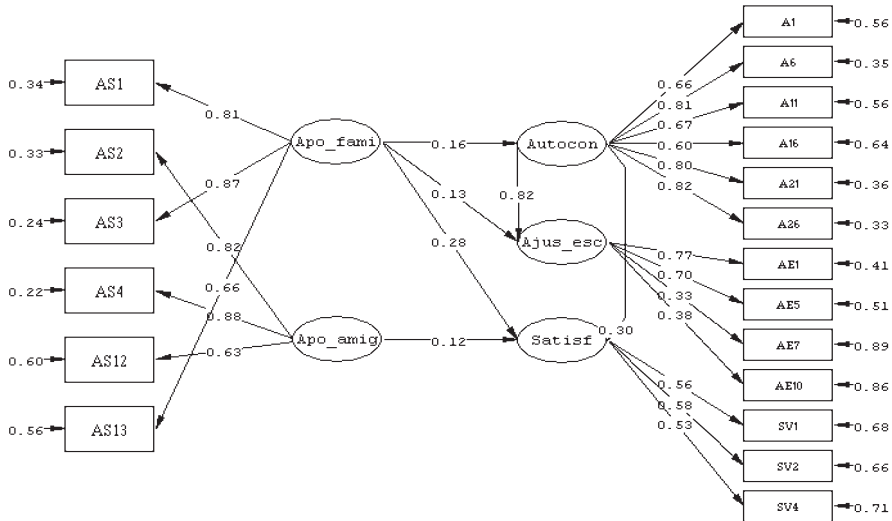 A1
0.56
A6
0.35
A11
0.56
A16
0.64
A21
0.36
A26
0.33
AE1
0.41
AE5
0.51
AE7
0.89
AE10
0.86
SV1
0.68
SV2
0.66
SV4
0.71
0.34
AS1
0.33
AS2
0.24
AS3
0.22
AS4
0.60
AS12
0.56
AS13
0.81
0.87
0.82
0.66
0.88
0.63
Apo_fami
Apo_amig
0.16
0.13
0.28
0.12
Autocon
0.82
Ajus_esc
Satisf
0.30
0.66
0.81
0.67
0.60
0.80
0.82
0.77
0.70
0.33
0.38
0.56
0.58
0.53